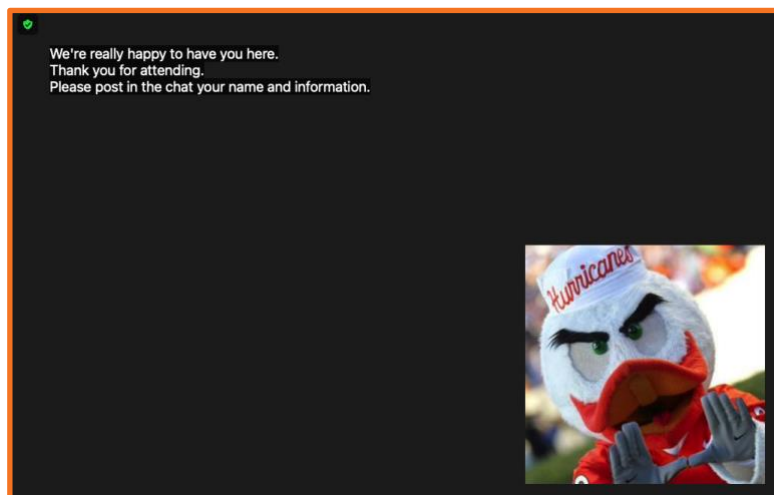 We're really happy to have you here.
Thank you for attending.
Please post in the chat your name and information.
Hurricanes